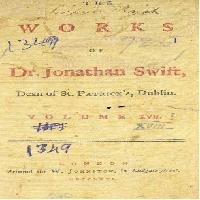 THE
WORKS
OF
Dr. Jonathan Swift,
Dean of St. PATRICK's, DUBLIN.
VOLUME XVII.
XVIII
1349
LONDON
Printed for W. JOHNSTON, in Ludgate-street.